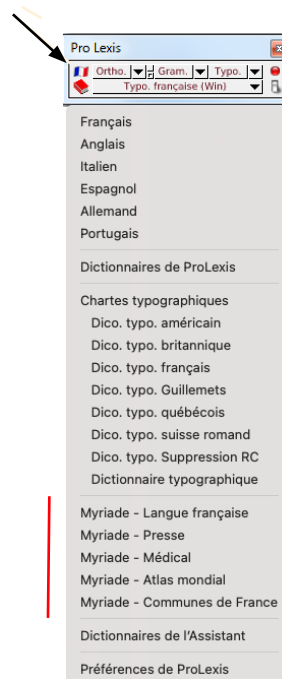 Pro Lexis
Ortho. Gram. Typo.
Typo. française (Win)
Français
Anglais
Italien
Espagnol
Allemand
Portugais
Dictionnaires de ProLexis
Chartes typographiques
Dico. typo. américain
Dico. typo. britannique
Dico. typo. français
Dico. typo. Guillemets
Dico. typo. québécois
Dico. typo. suisse romand
Dico. typo. Suppression RC
Dictionnaire typographique
Myriade - Langue française
Myriade - Presse
Myriade - Médical
Myriade - Atlas mondial
Myriade - Communes de France
Dictionnaires de l’Assistant
Préférences de ProLexis